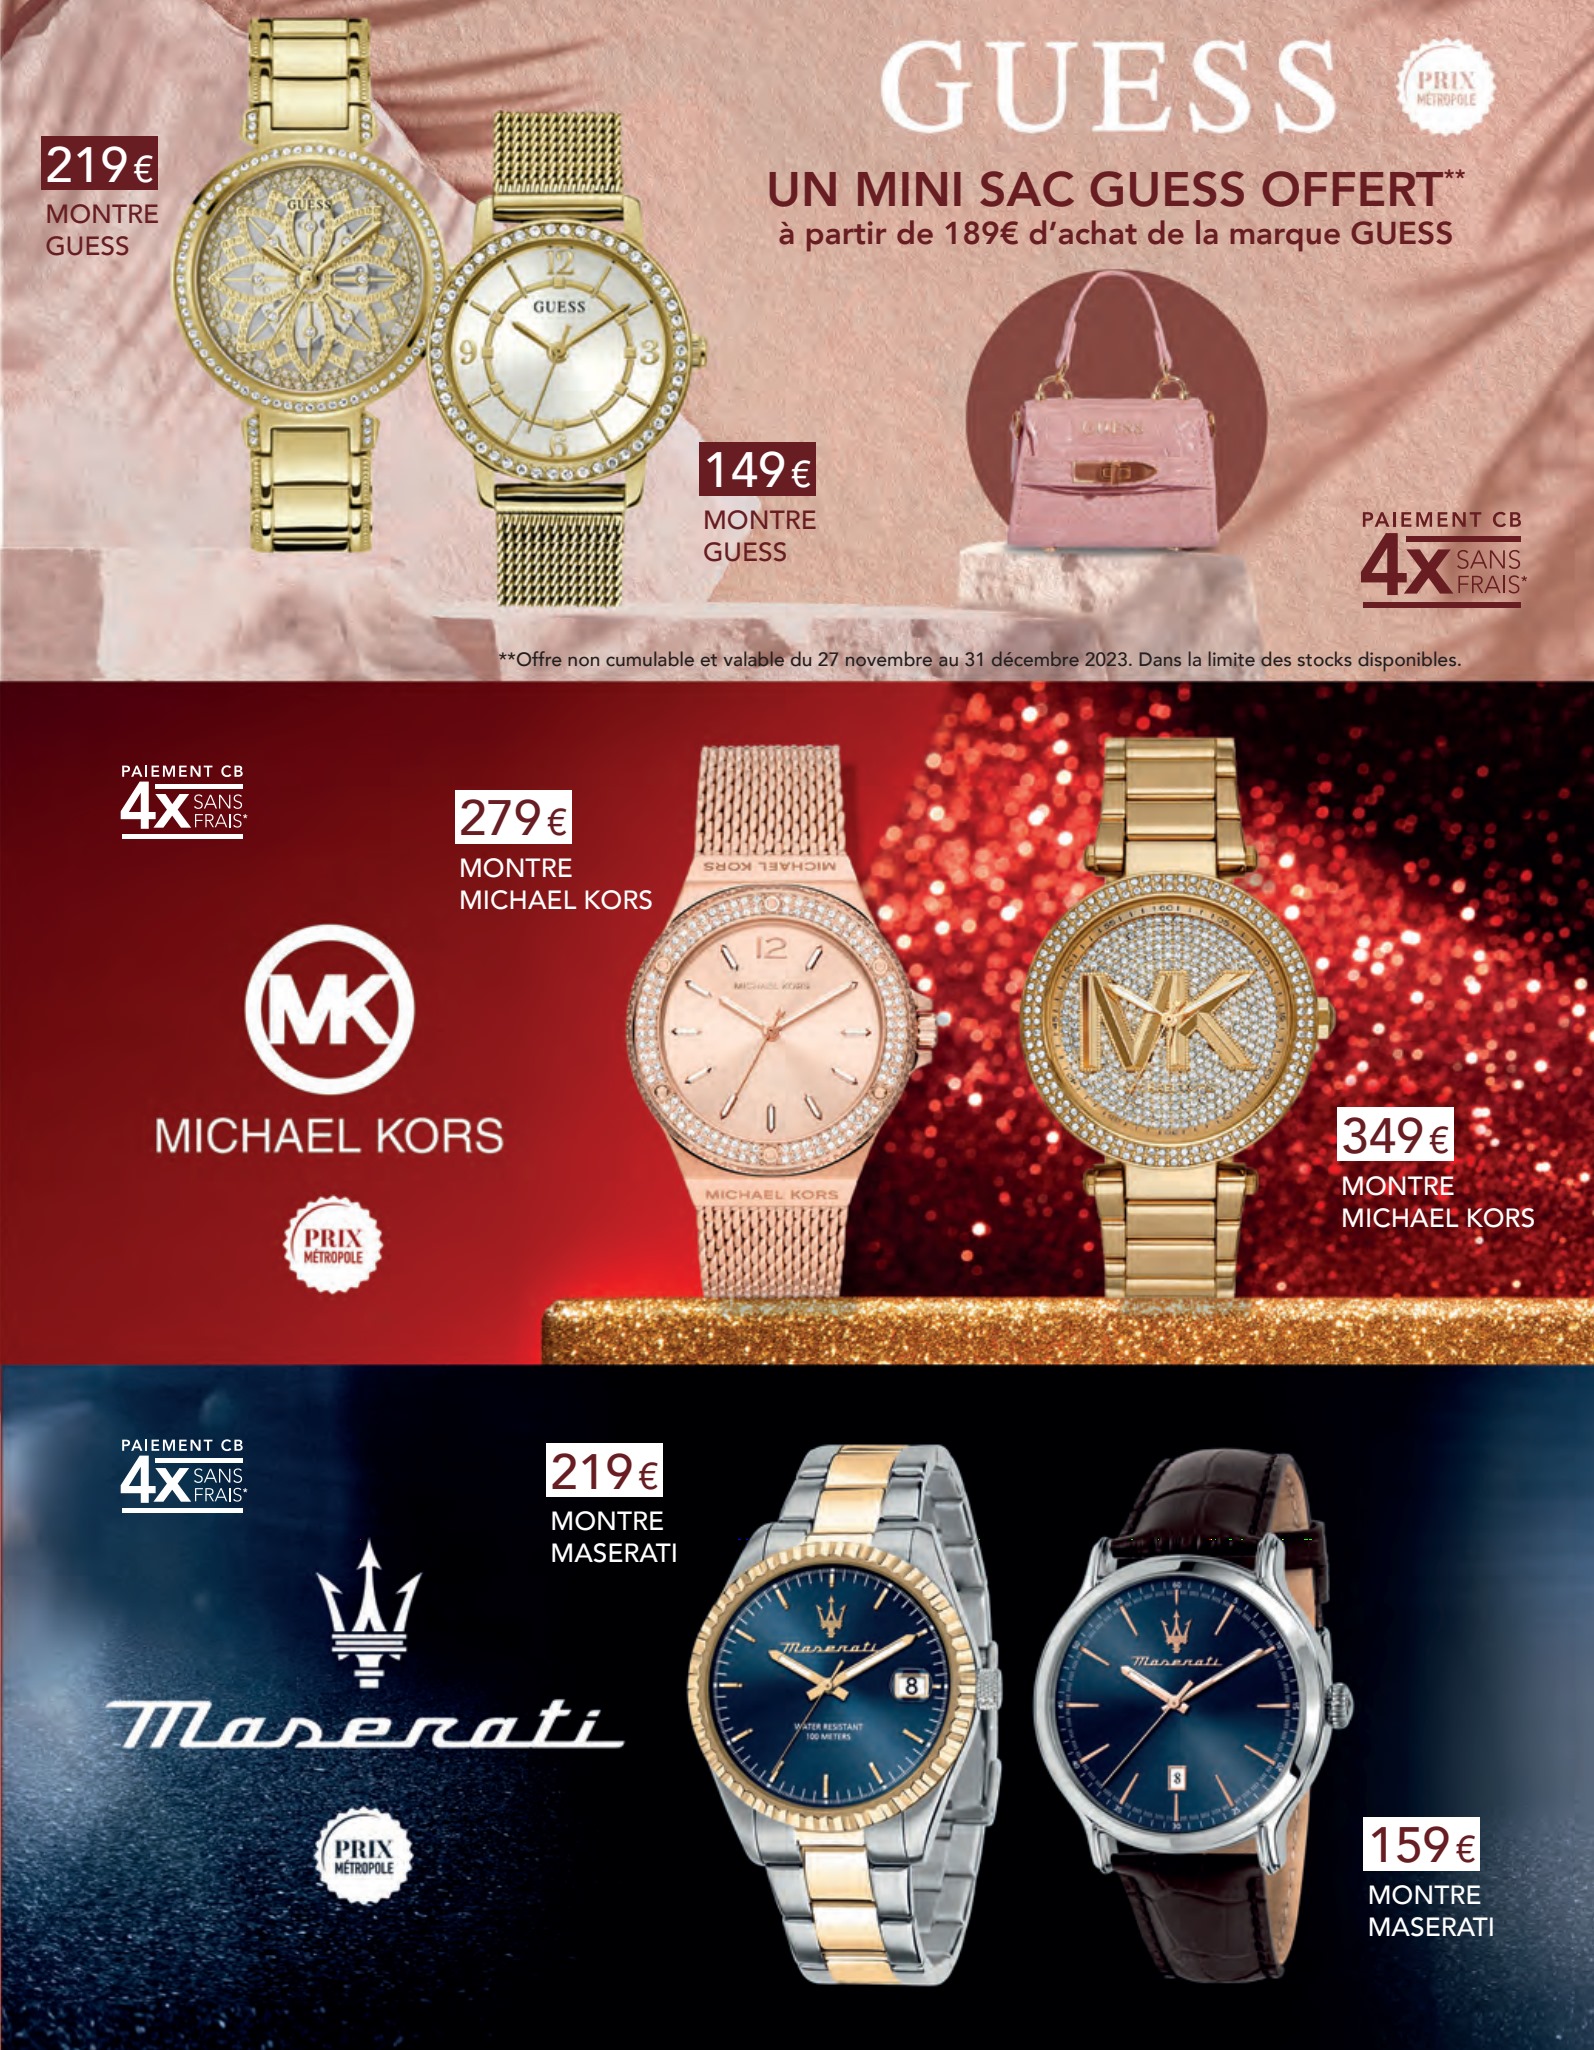 GUESS
PRIX
MÉTROPOLE
UN MINI SAC GUESS OFFERT**
à partir de 189€ d'achat de la marque GUESS
219€
MONTRE
GUESS
GUESS
12
GUESS
9
3
6
GUESS
149€
MONTRE
GUESS
PAIEMENT CB
4X SANS
FRAIS*
**Offre non cumulable et valable du 27 novembre au 31 décembre 2023. Dans la limite des stocks disponibles.
PAIEMENT CB
4X SANS
FRAIS*
279€
MONTRE
MICHAEL KORS
MK
MICHAEL KORS
PRIX
MÉTROPOLE
MICHAEL KORS
12
MICHAEL KORS
MICHAEL KORS
MK
349€
MONTRE
MICHAEL KORS
PAIEMENT CB
4X SANS
FRAIS*
219€
MONTRE
MASERATI
Maserati
PRIX
MÉTROPOLE
Maserati
8
WATER RESISTANT
100 METERS
60
Maserati
8
30
159€
MONTRE
MASERATI